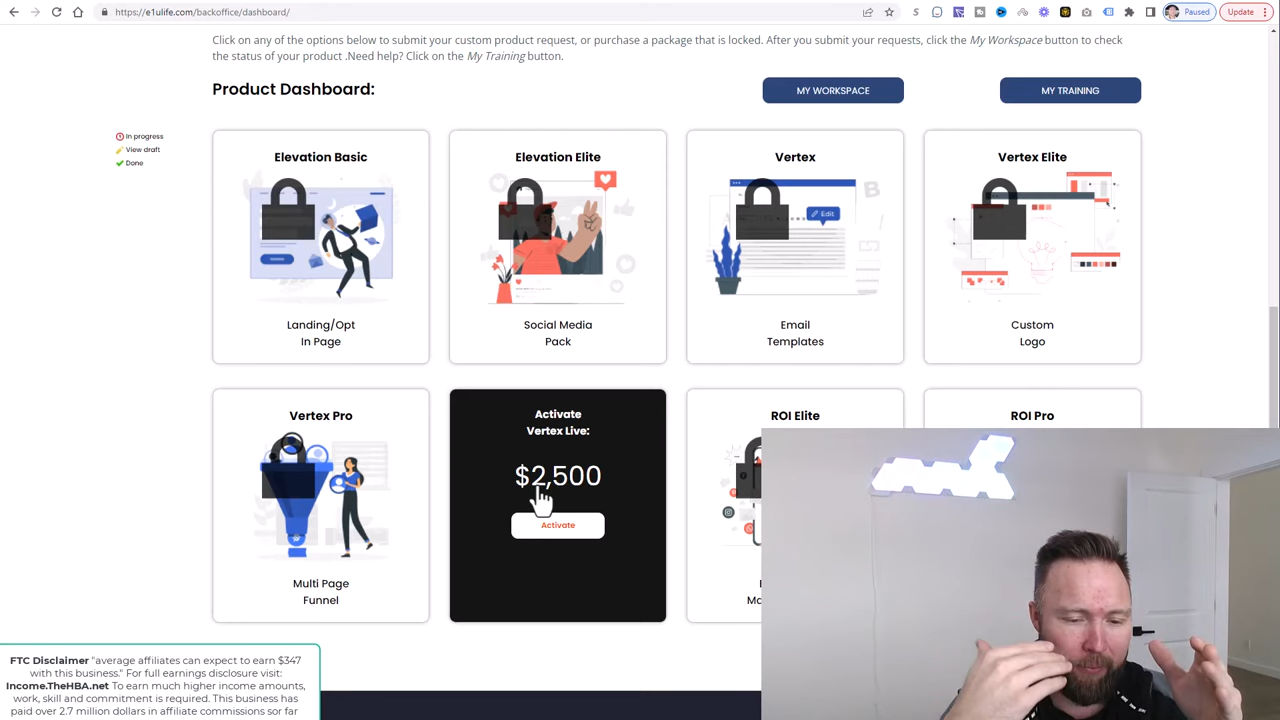 https://e1ulife.com/backoffice/dashboard/
Paused
Update
Click on any of the options below to submit your custom product request, or purchase a package that is locked. After you submit your requests, click the My Workspace button to check
the status of your product .Need help? Click on the My Training button.
Product Dashboard:
MY WORKSPACE
MY TRAINING
In progress
View draft
Done
Elevation Basic
Elevation Elite
Vertex
Vertex Elite
Edit
Landing/Opt
In Page
Social Media
Pack
Email
Templates
Custom
Logo
Vertex Pro
Activate
Vertex Live:
$2,500
Activate
ROI Elite
ROI Pro
Multi Page
Funnel
FTC Disclaimer "average affiliates can expect to earn $347
with this business." For full earnings disclosure visit:
Income.TheHBA.net To earn much higher income amounts,
work, skill and commitment is required. This business has
paid over 2.7 million dollars in affiliate commissions sor far